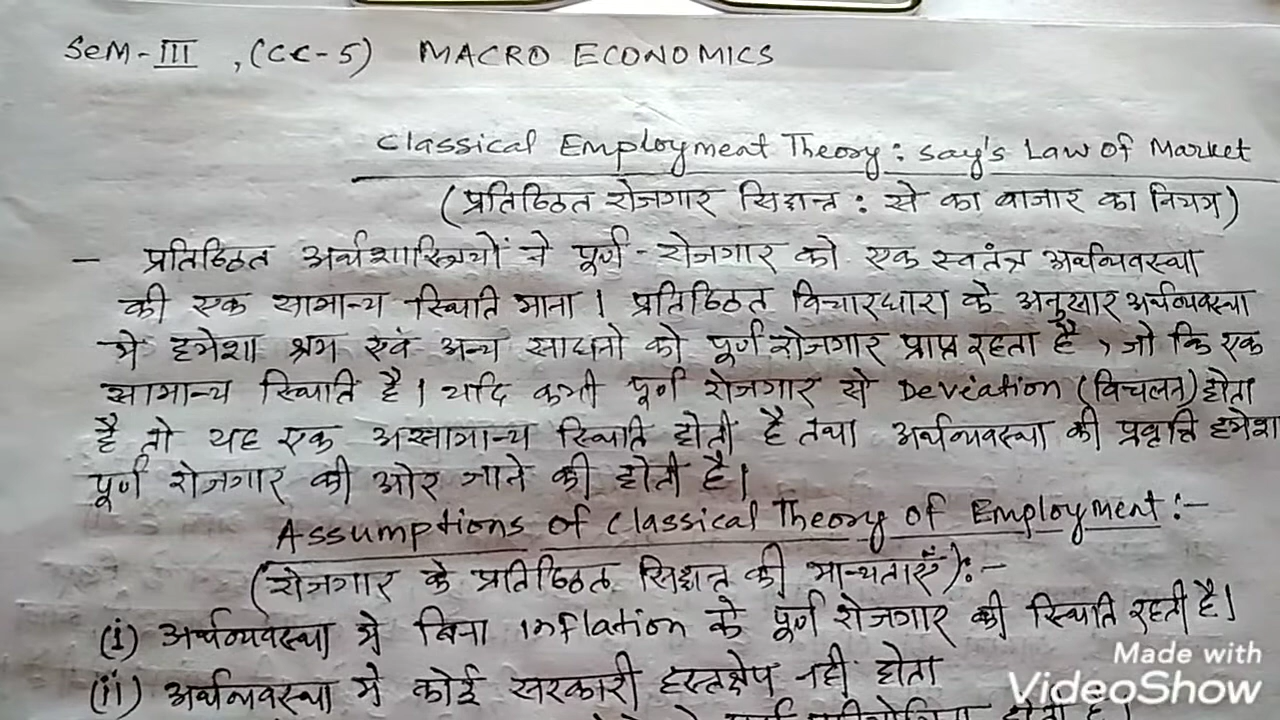 SeM-III, (CC-5) MACRO ECONOMICS
Classical Employment Theory: Say's Law of Market
(प्रतिष्ठित रोजगार सिद्धान्त : से का बाजार का नियम)
- प्रतिष्ठित अर्थशास्त्रियों ने पूर्ण-रोजगार को एक स्वतंत्र अर्थव्यवस्था
की एक सामान्य स्थिति माना। प्रतिष्ठित विचारधारा के अनुसार अर्थव्यवस्था
मे हमेशा श्रम एवं अन्य साधनो को पूर्ण रोजगार प्राप्त रहता है, जो कि एक
सामान्य स्थिति है। यदि कभी पूर्ण रोजगार से Deviation (विचलन) होता
है तो यह एक असामान्य स्थिति होती है तथा अर्थव्यवस्था की प्रवृत्ति हमेशा
पूर्ण रोजगार की ओर जाने की होती है।
Assumptions of Classical Theory of Employment:-
(रोजगार के प्रतिष्ठित सिद्धान्त की मान्यताएँ):-
(i) अर्थव्यवस्था मे बिना Inflation के पूर्ण रोजगार की स्थिति रहती है।
(ii) अर्थव्यवस्था मे कोई सरकारी हस्तक्षेप नही होता
Made with
VideoShow